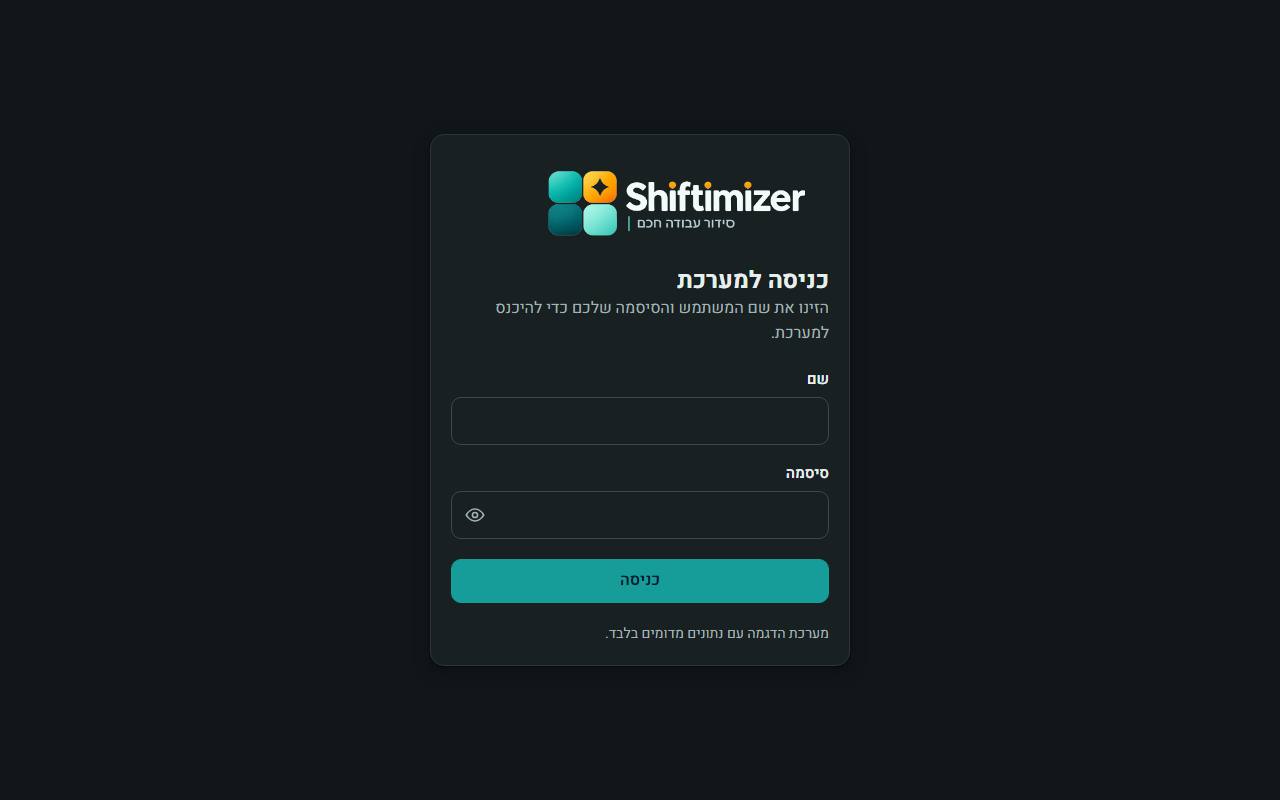 Shiftimizer
סידור עבודה חכם |
כניסה למערכת
הזינו את שם המשתמש והסיסמה שלכם כדי להיכנס
למערכת.
שם
סיסמה
כניסה
מערכת הדגמה עם נתונים מדומים בלבד.